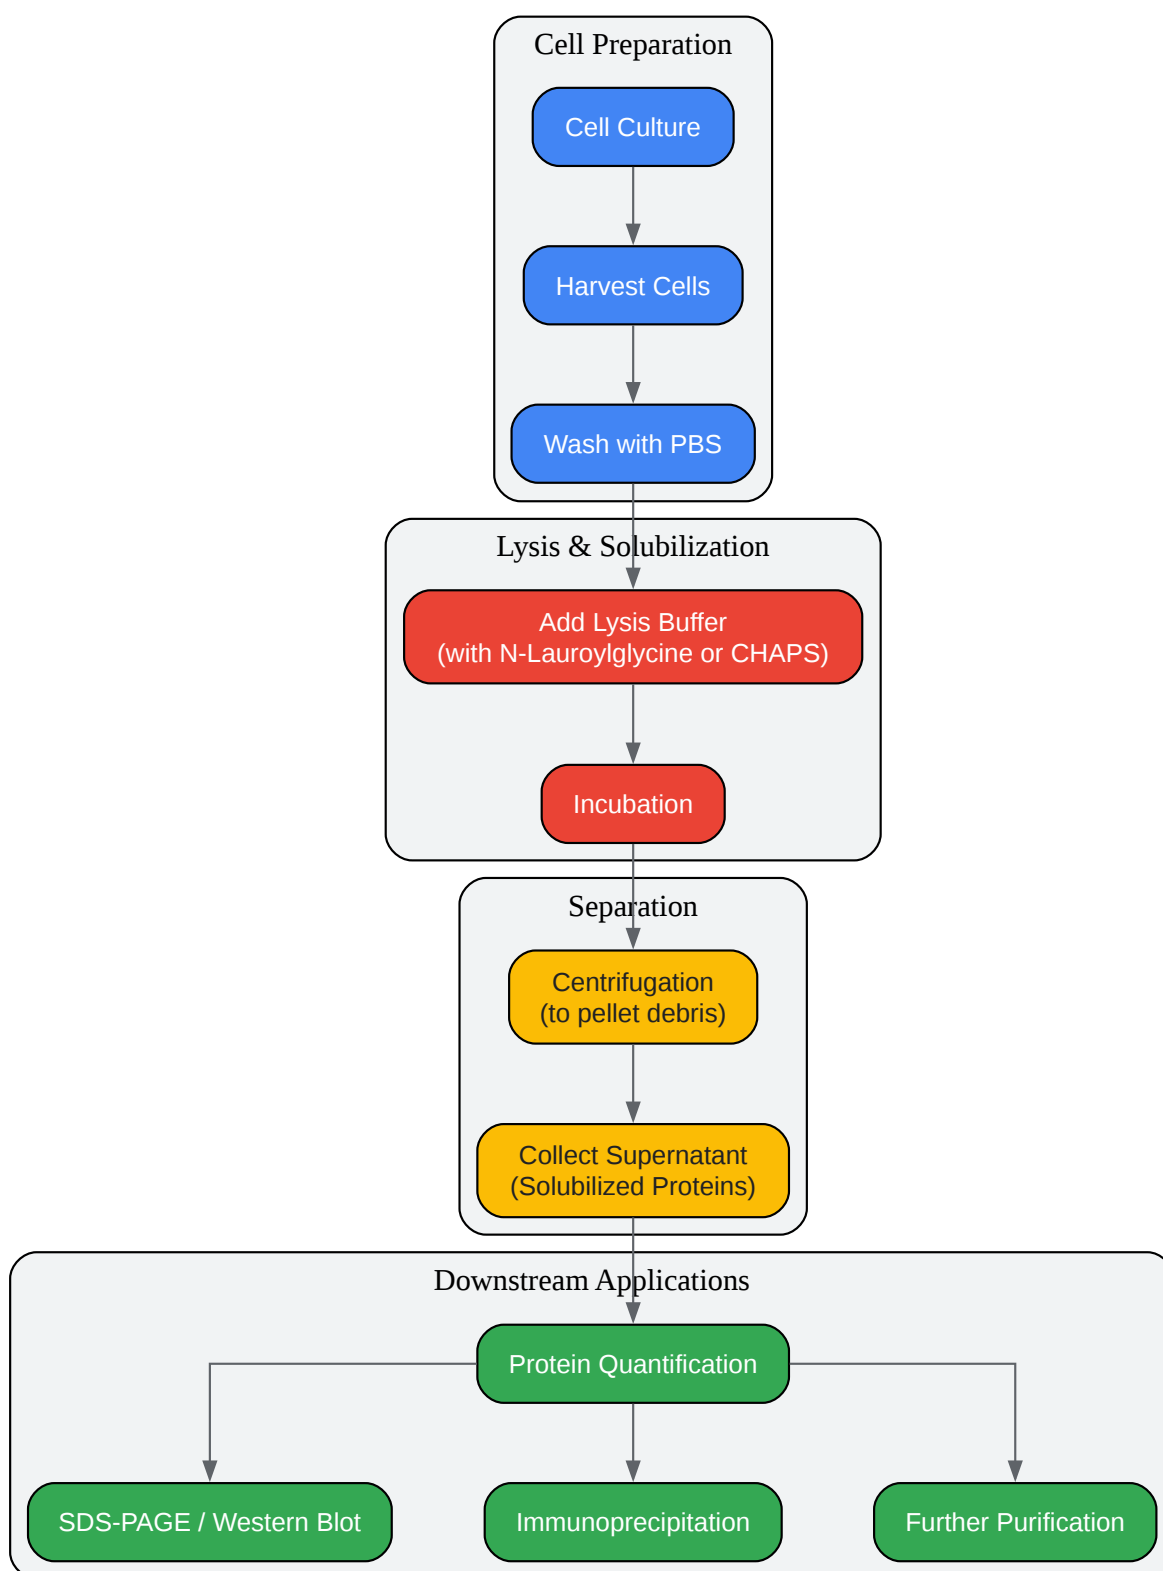 Cell Preparation
Cell Culture
Harvest Cells
Wash with PBS
Lysis & Solubilization
Add Lysis Buffer
(with N-Lauroylglycine or CHAPS)
Incubation
Separation
Centrifugation
(to pellet debris)
Collect Supernatant
(Solubilized Proteins)
Downstream Applications
Protein Quantification
SDS-PAGE / Western Blot
Immunoprecipitation
Further Purification